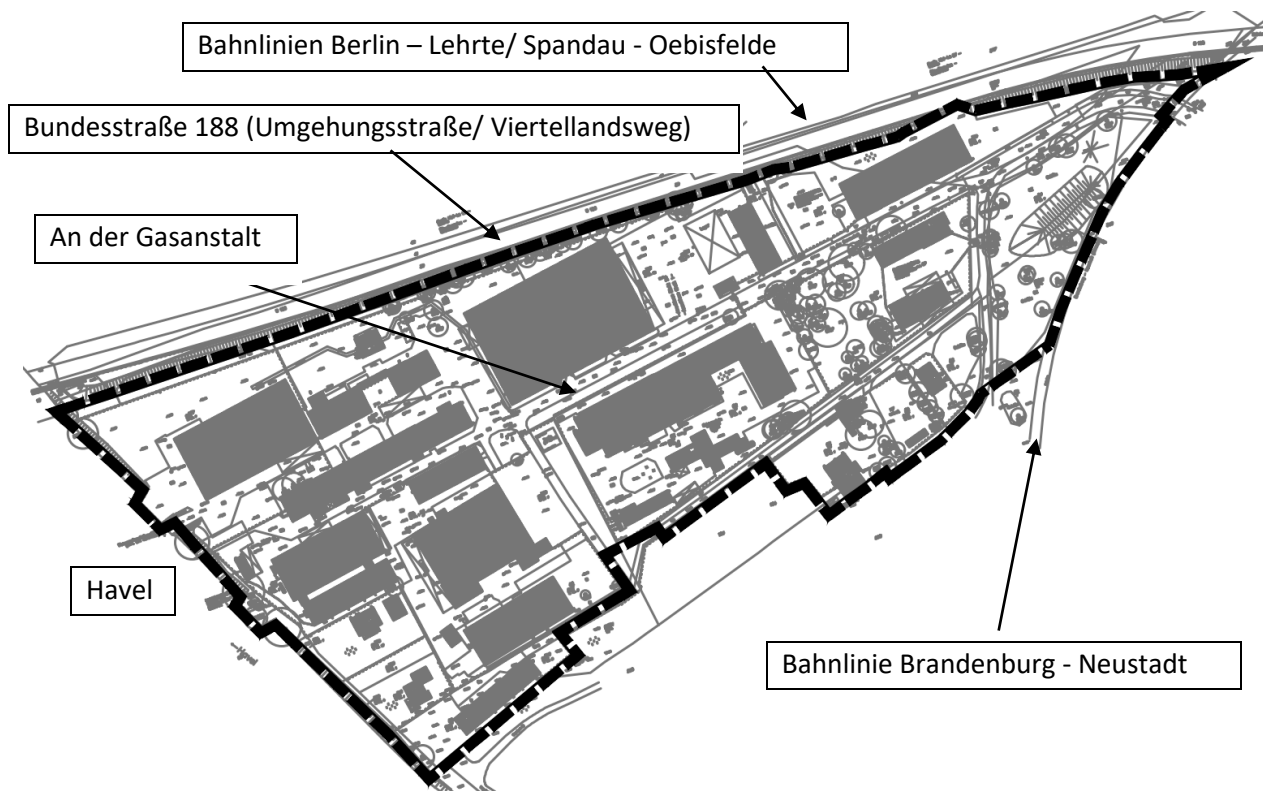 Bahnlinien Berlin – Lehrte/ Spandau - Oebisfelde
Bundesstraße 188 (Umgehungsstraße/ Viertellandsweg)
An der Gasanstalt
Havel
Bahnlinie Brandenburg - Neustadt